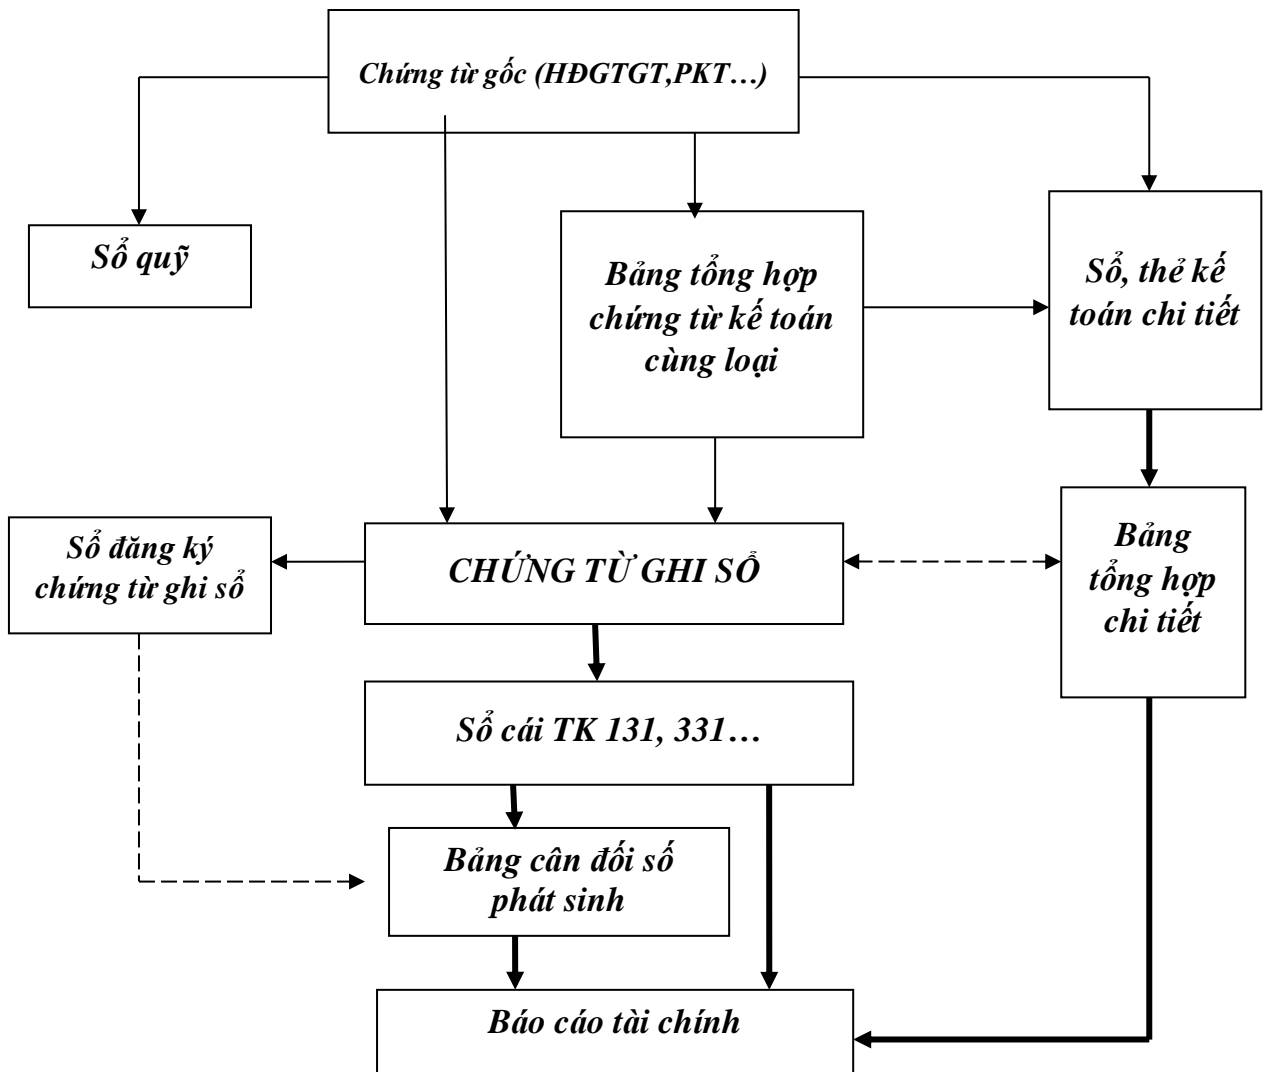 Chứng từ gốc (HĐGTGT,PKT…)
Sổ quỹ
Bảng tổng hợp
chứng từ kế toán
cùng loại
Sổ, thẻ kế
toán chi tiết
Sổ đăng ký
chứng từ ghi sổ
CHỨNG TỪ GHI SỔ
Bảng
tổng hợp
chi tiết
Sổ cái TK 131, 331…
Bảng cân đối số
phát sinh
Báo cáo tài chính